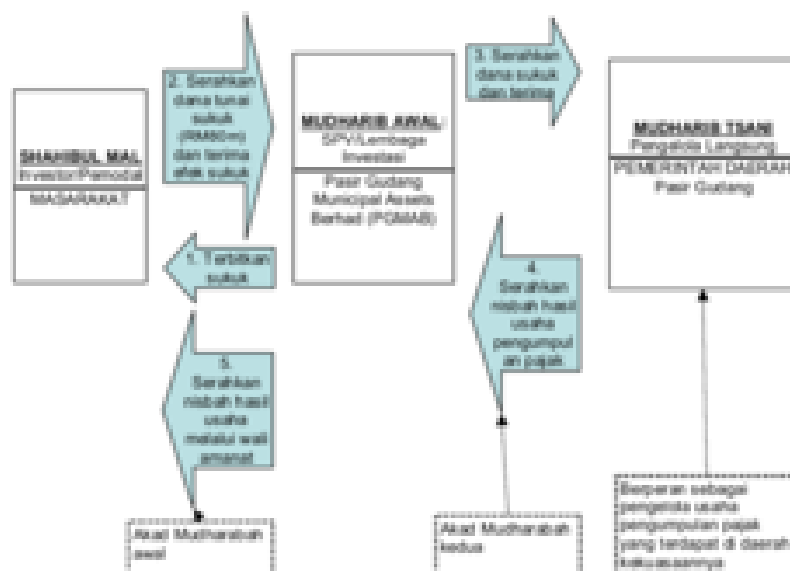 SHAHIBUL MAL
Investor/Pemodal
MASARAKAT
2. Serahkan
dana tunai
sukuk
(RM80m)
dan terima
efek sukuk
1. Terbitkan
sukuk
5.
Serahkan
nisbah hasil
usaha
melalui wali
amanat
Akad Mudharabah
awal
MUDHARIB AWAL:
SPV/Lembaga
Investasi
Pasir Gudang
Municipal Assets
Berhad (PGMAB)
3. Serahkan
dana sukuk
dan terima
4.
Serahkan
nisbah hasil
usaha
pengumpul
an pajak
Akad Mudharabah
kedua
MUDHARIB TSANI
Pengelola Langsung
PEMERINTAH DAERAH
Pasir Gudang
Berperan sebagai
pengelola usaha
pengumpulan pajak
yang terdapat di daerah
kekuasaannya